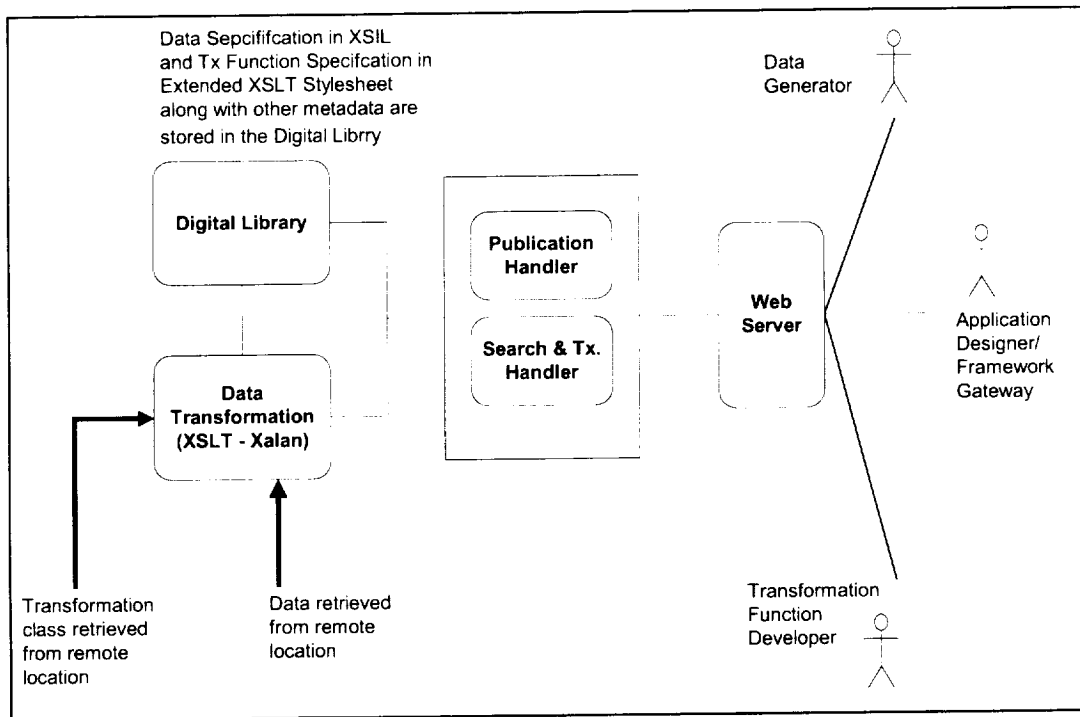 Data Sepcififcation in XSIL
and Tx Function Specifcation in
Extended XSLT Stylesheet
along with other metadata are
stored in the Digital Librry
Digital Library
Data
Transformation
(XSLT - Xalan)
Transformation
class retrieved
from remote
location
Data retrieved
from remote
location
Publication
Handler
Search & Tx.
Handler
Web
Server
Data
Generator
Application
Designer/
Framework
Gateway
Transformation
Function
Developer